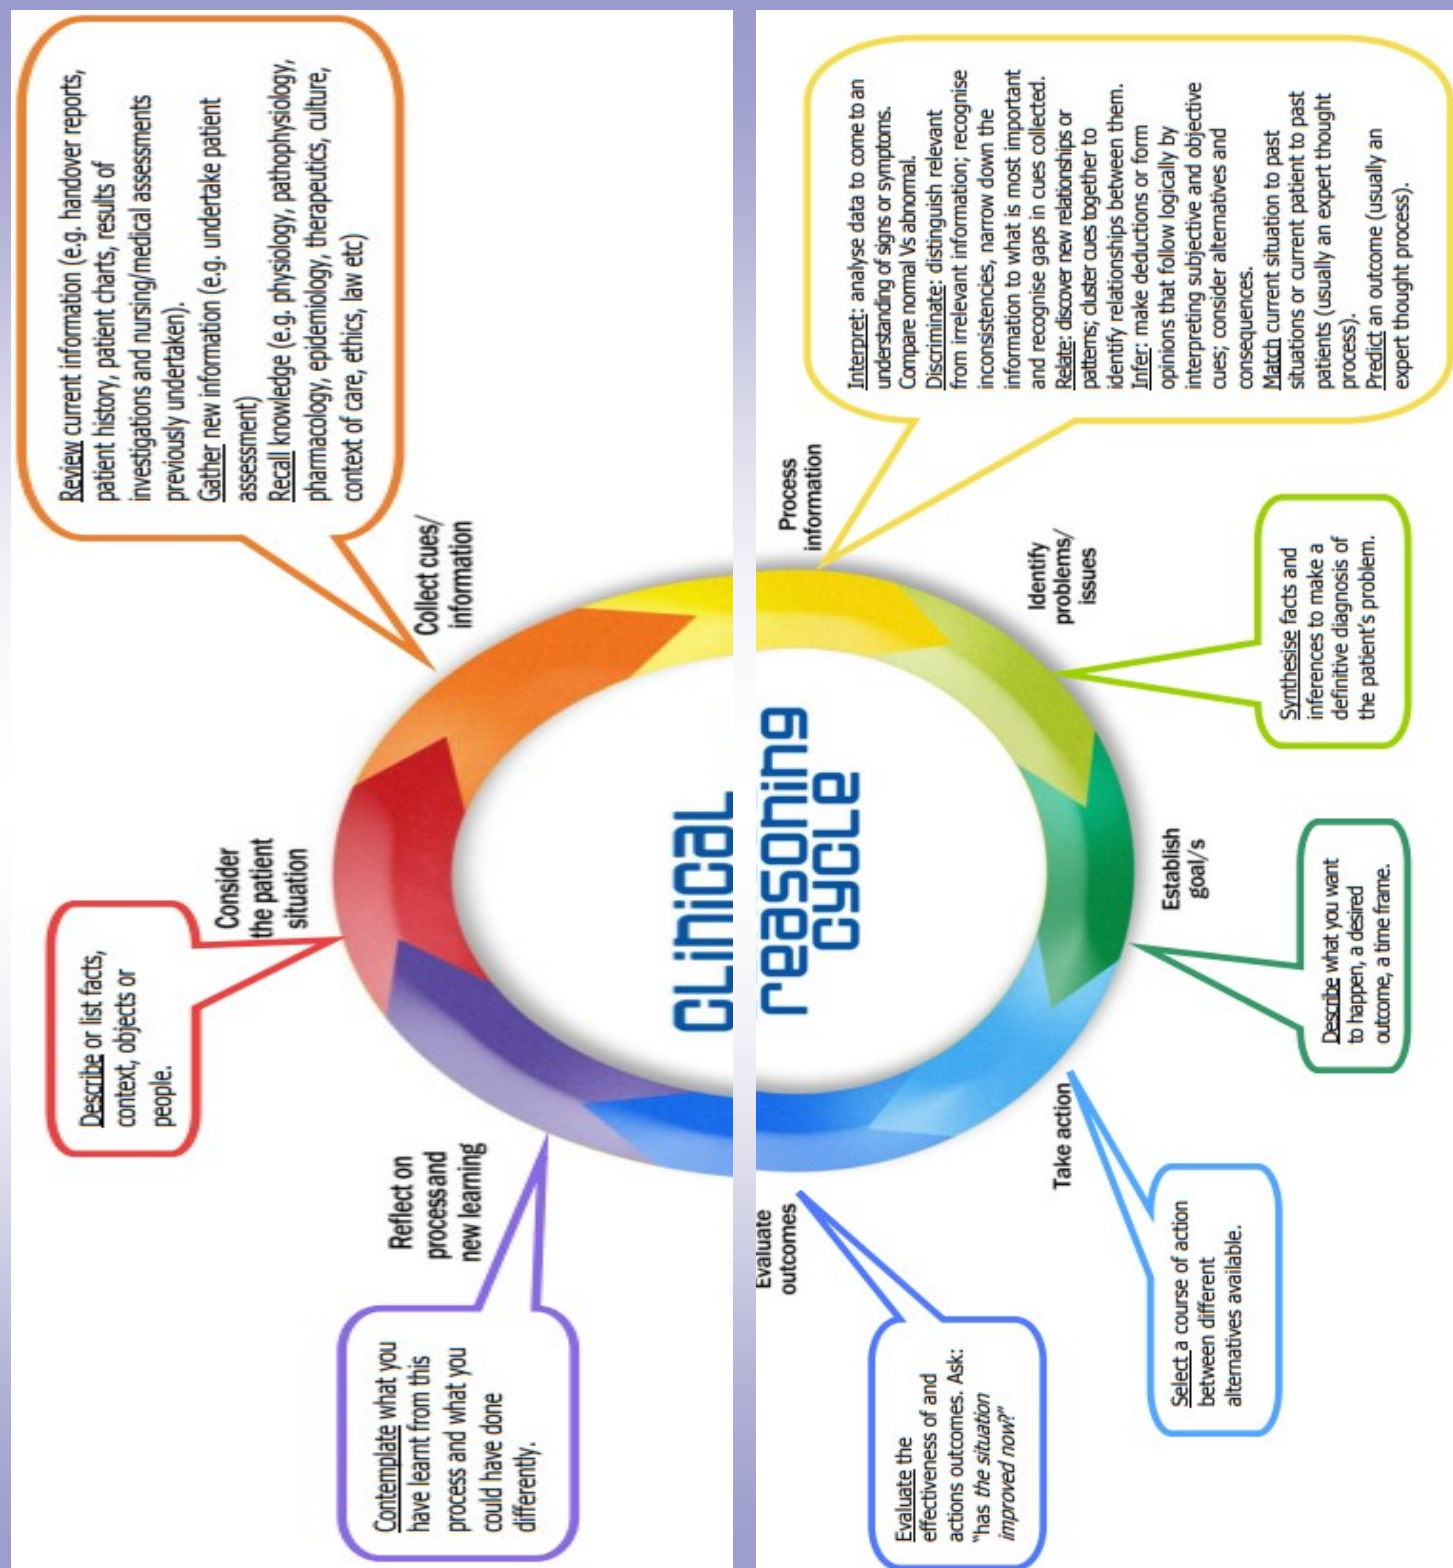 Consider
the patient
situation
Describe or list facts,
context, objects or
people.
Collect cues/
information
Review current information (e.g. handover reports,
patient history, patient charts, results of
investigations and nursing/medical assessments
previously undertaken).
Gather new information (e.g. undertake patient
assessment)
Recall knowledge (e.g. physiology, pathophysiology,
pharmacology, epidemiology, therapeutics, culture,
context of care, ethics, law etc)
Reflect on
process and
new learning
Contemplate what you
have learnt from this
process and what you
could have done
differently.
CLiNiCAL
reasoning
CYCLE
Process
information
Interpret: analyse data to come to an
understanding of signs or symptoms.
Compare normal Vs abnormal.
Discriminate: distinguish relevant
from irrelevant information; recognise
inconsistencies, narrow down the
information to what is most important
and recognise gaps in cues collected.
Relate: discover new relationships or
patterns; cluster cues together to
identify relationships between them.
Infer: make deductions or form
opinions that follow logically by
interpreting subjective and objective
cues; consider alternatives and
consequences.
Match current situation to past
situations or current patient to past
patients (usually an expert thought
process).
Predict an outcome (usually an
expert thought process).
Evaluate
outcomes
Evaluate the
effectiveness of and
actions outcomes. Ask:
"has the situation
improved now?"
Identify
problems/
issues
Synthesise facts and
inferences to make a
definitive diagnosis of
the patient's problem.
Take action
Select a course of action
between different
alternatives available.
Establish
goal/s
Describe what you want
to happen, a desired
outcome, a time frame.